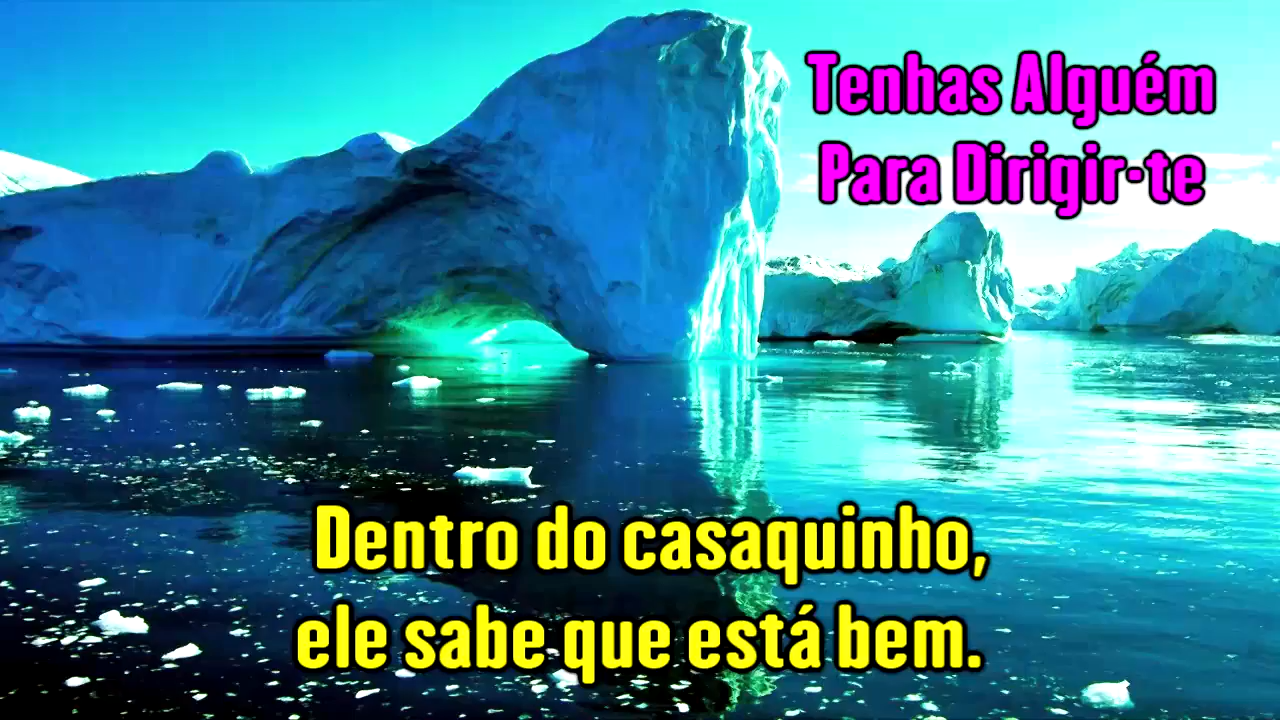 Tenhas Alguém
Para Dirigir-te
Dentro do casaquinho,
ele sabe que está bem.